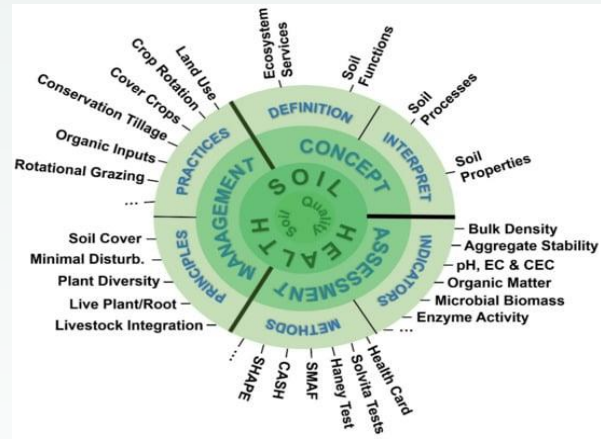 Land Use
Crop Rotation
Cover Crops
Conservation Tillage
Organic Inputs
Rotational Grazing
...
Ecosystem
Services
Soil
Functions
Soil
Processes
Soil
Properties
DEFINITION
INTERPRET
PRACTICES
CONCEPT
MANAGEMENT
SOIL
HEALTH
Soil
Quality
ASSESSMENT
PRINCIPLES
METHODS
INDICATORS
Soil Cover
Minimal Disturb.
Plant Diversity
Live Plant/Root
Livestock Integration
Bulk Density
Aggregate Stability
pH, EC & CEC
Organic Matter
Microbial Biomass
Enzyme Activity
...
...
SHAPE
CASH
SMAF
Haney Test
Solvita Tests
Health Card